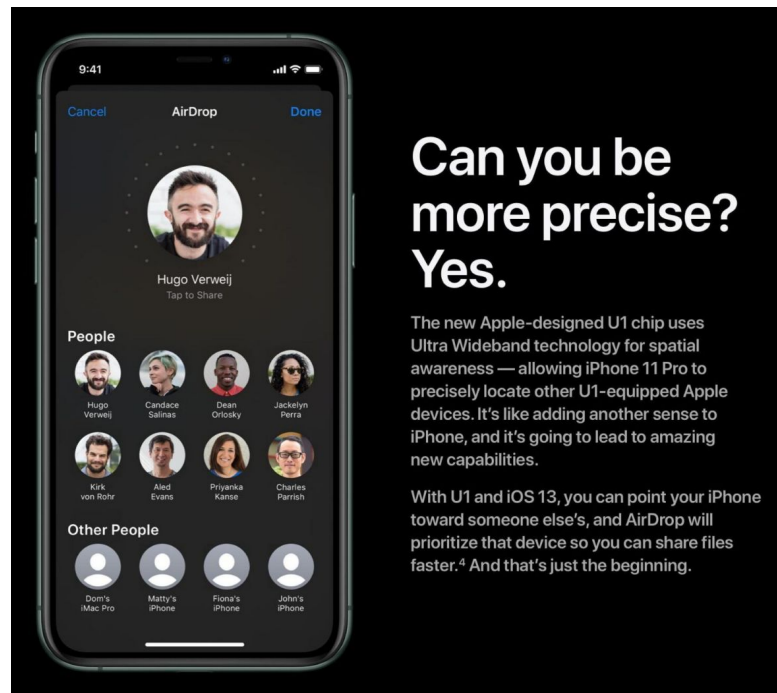 9:41
Cancel AirDrop Done
Hugo Verweij
Tap to Share
People
Hugo
Verweij
Candace
Salinas
Dean
Orlosky
Jackelyn
Perra
Kirk
von Rohr
Aled
Evans
Priyanka
Kanse
Charles
Parrish
Other People
Dom's
iMac Pro
Matty's
iPhone
Fiona's
iPhone
John's
iPhone
Can you be
more precise?
Yes.
The new Apple-designed U1 chip uses
Ultra Wideband technology for spatial
awareness — allowing iPhone 11 Pro to
precisely locate other U1-equipped Apple
devices. It's like adding another sense to
iPhone, and it's going to lead to amazing
new capabilities.
With U1 and iOS 13, you can point your iPhone
toward someone else's, and AirDrop will
prioritize that device so you can share files
faster.⁴ And that's just the beginning.